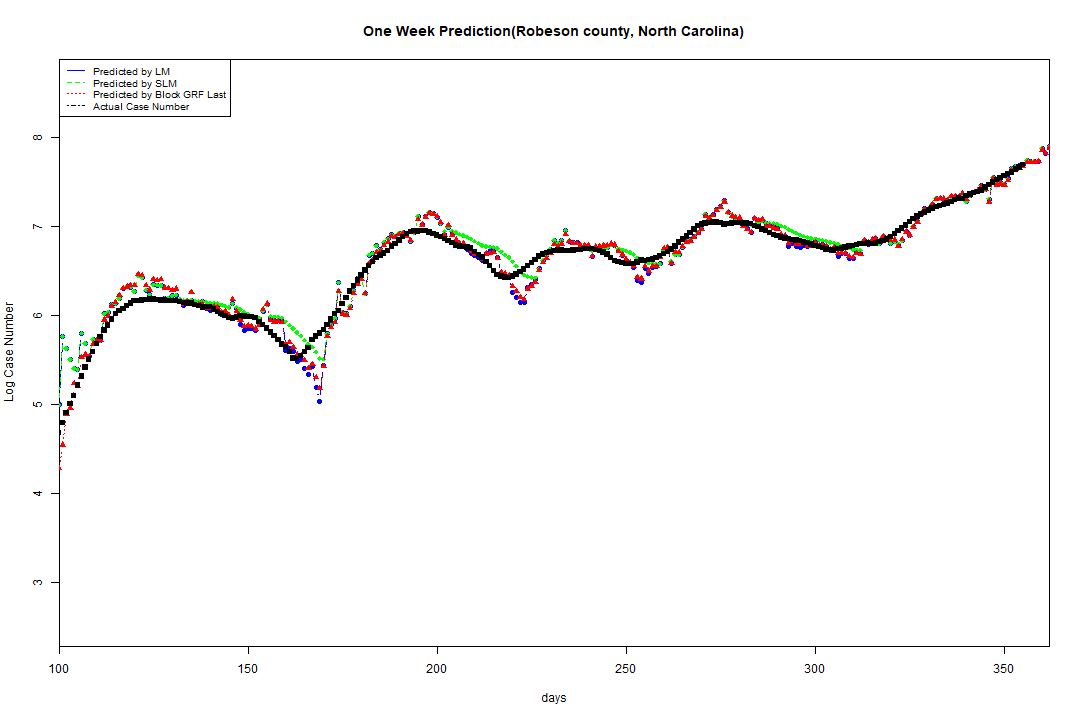 One Week Prediction(Robeson county, North Carolina)
Predicted by LM
Predicted by SLM
Predicted by Block GRF Last
Actual Case Number
8
7
6
5
4
3
Log Case Number
100 150 200 250 300 350
days